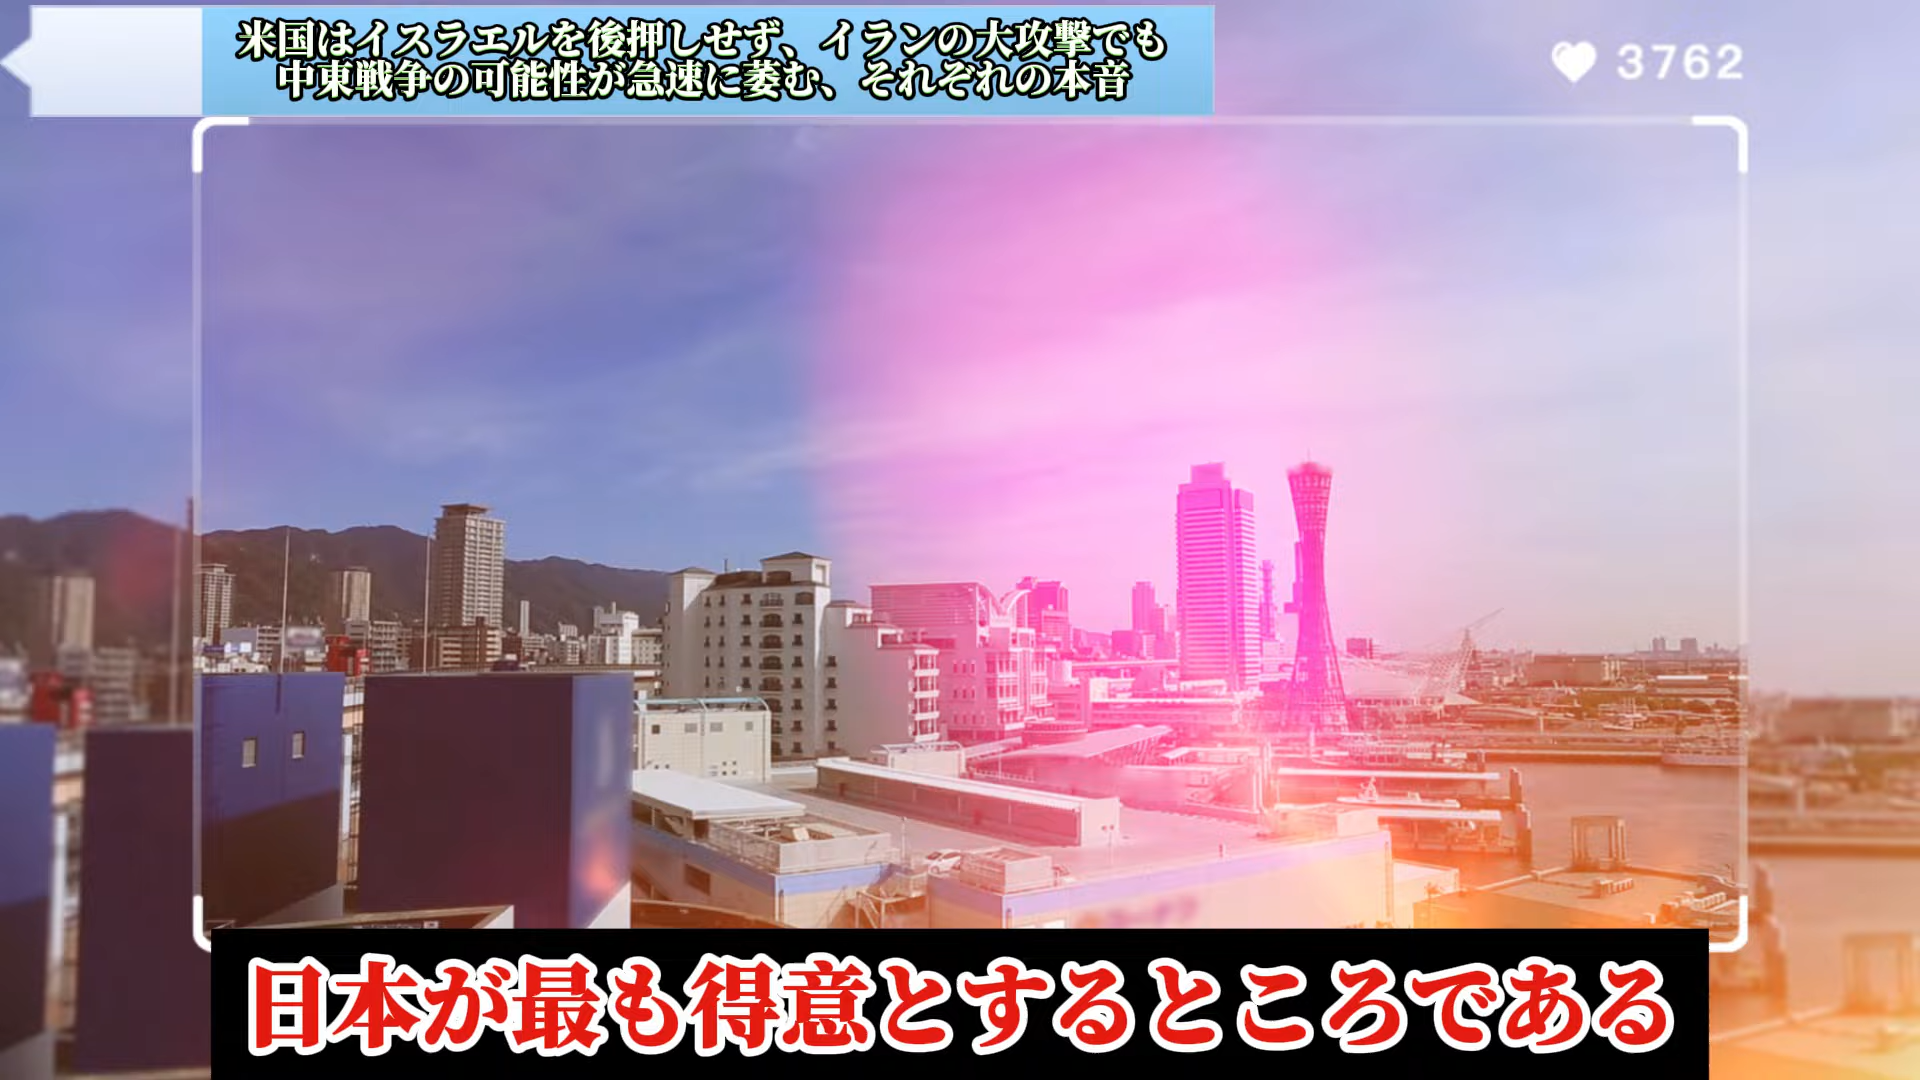 米国はイスラエルを後押しせず、イランの大攻撃でも
中東戦争の可能性が急速に萎む、それぞれの本音
3762
日本が最も得意とするところである